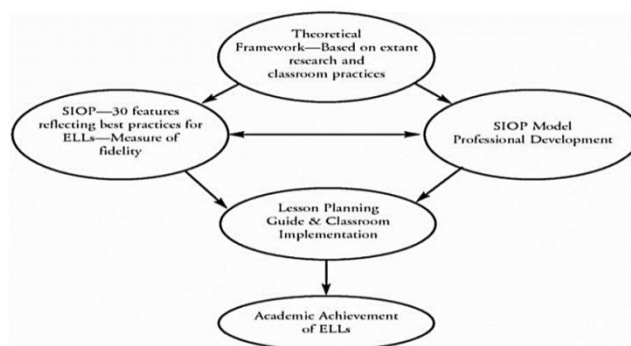 Theoretical
Framework—Based on extant
research and
classroom practices
SIOP—30 features
reflecting best practices for
ELLs—Measure of
fidelity
SIOP Model
Professional Development
Lesson Planning
Guide & Classroom
Implementation
Academic Achievement
of ELLs